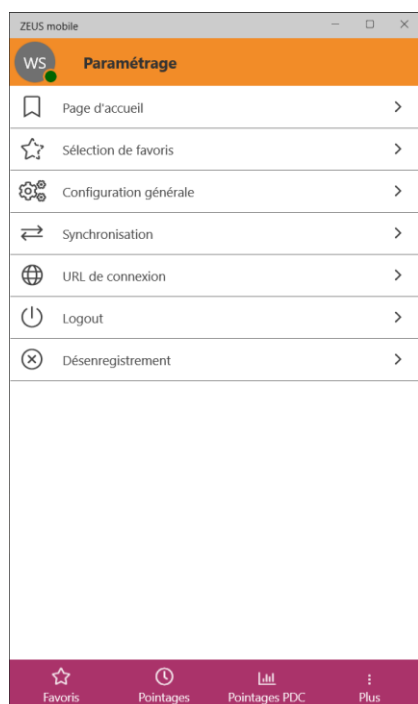 ZEUS mobile
WS
Paramétrage
Page d'accueil
Sélection de favoris
Configuration générale
Synchronisation
URL de connexion
Logout
Désenregistrement
Favoris Pointages Pointages PDC Plus